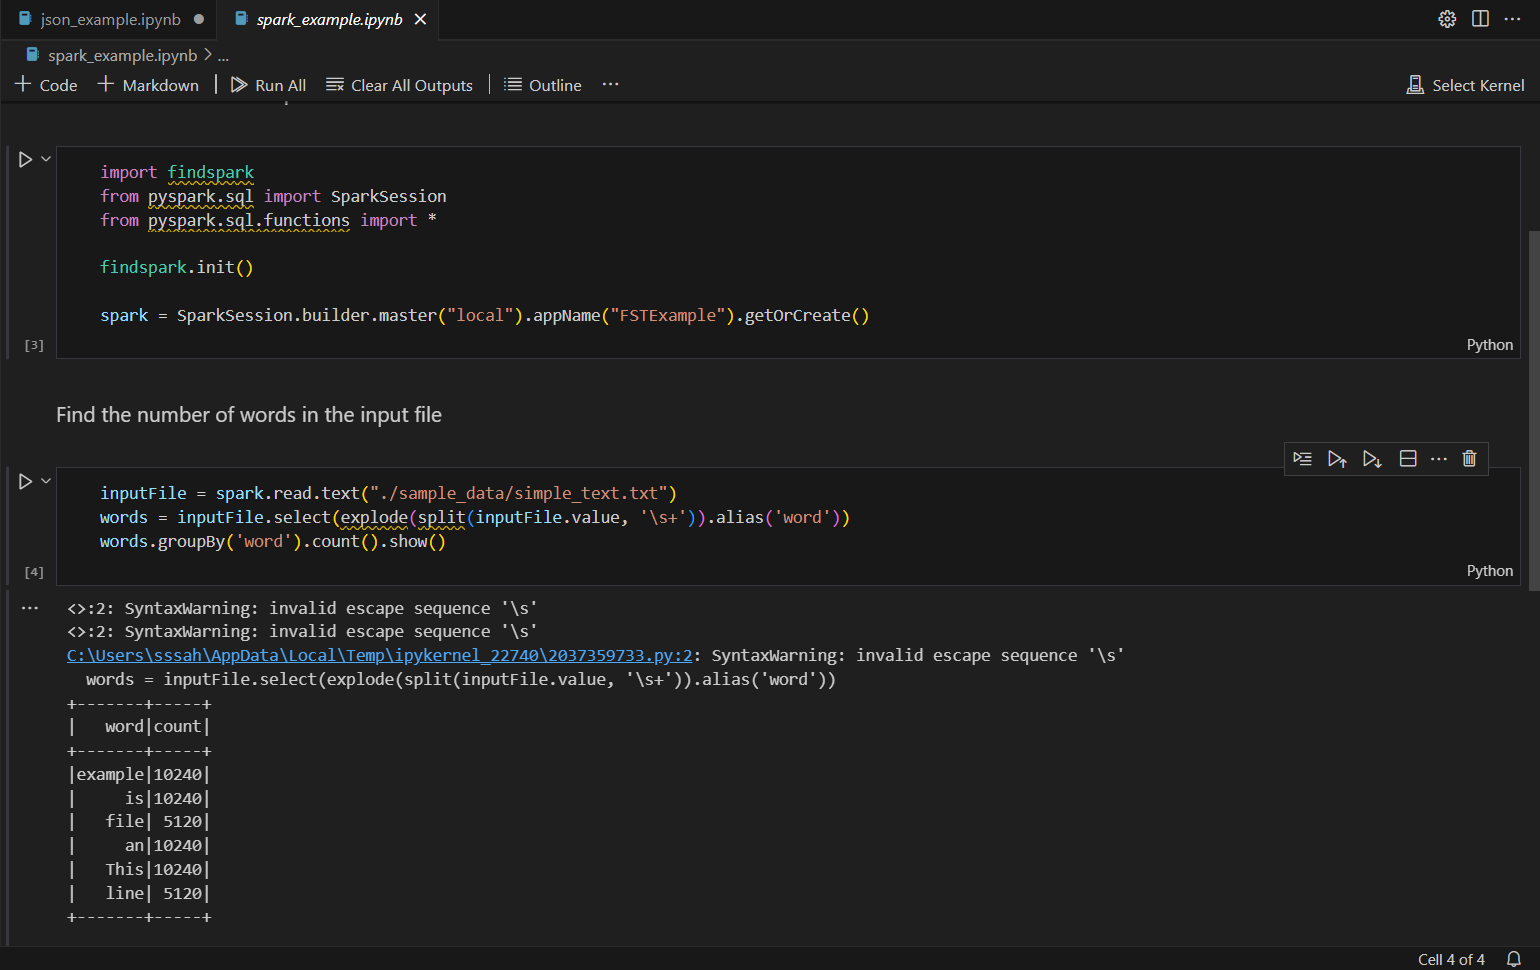 json_example.ipynb
spark_example.ipynb
spark_example.ipynb > ...
Code Markdown Run All Clear All Outputs Outline ... Select Kernel
import findspark
from pyspark.sql import SparkSession
from pyspark.sql.functions import *
findspark.init()
spark = SparkSession.builder.master("local").appName("FSTExample").getOrCreate()
[3]
Python
Find the number of words in the input file
inputFile = spark.read.text("./sample_data/simple_text.txt")
words = inputFile.select(explode(split(inputFile.value, '\s+')).alias('word'))
words.groupBy('word').count().show()
[4]
Python
<>:2: SyntaxWarning: invalid escape sequence '\s'
<>:2: SyntaxWarning: invalid escape sequence '\s'
C:\Users\sssah\AppData\Local\Temp\ipykernel_22740\2037359733.py:2: SyntaxWarning: invalid escape sequence '\s'
  words = inputFile.select(explode(split(inputFile.value, '\s+')).alias('word'))
+-------+-----+
|   word|count|
+-------+-----+
|example|10240|
|     is|10240|
|   file| 5120|
|     an|10240|
|   This|10240|
|   line| 5120|
+-------+-----+
Cell 4 of 4